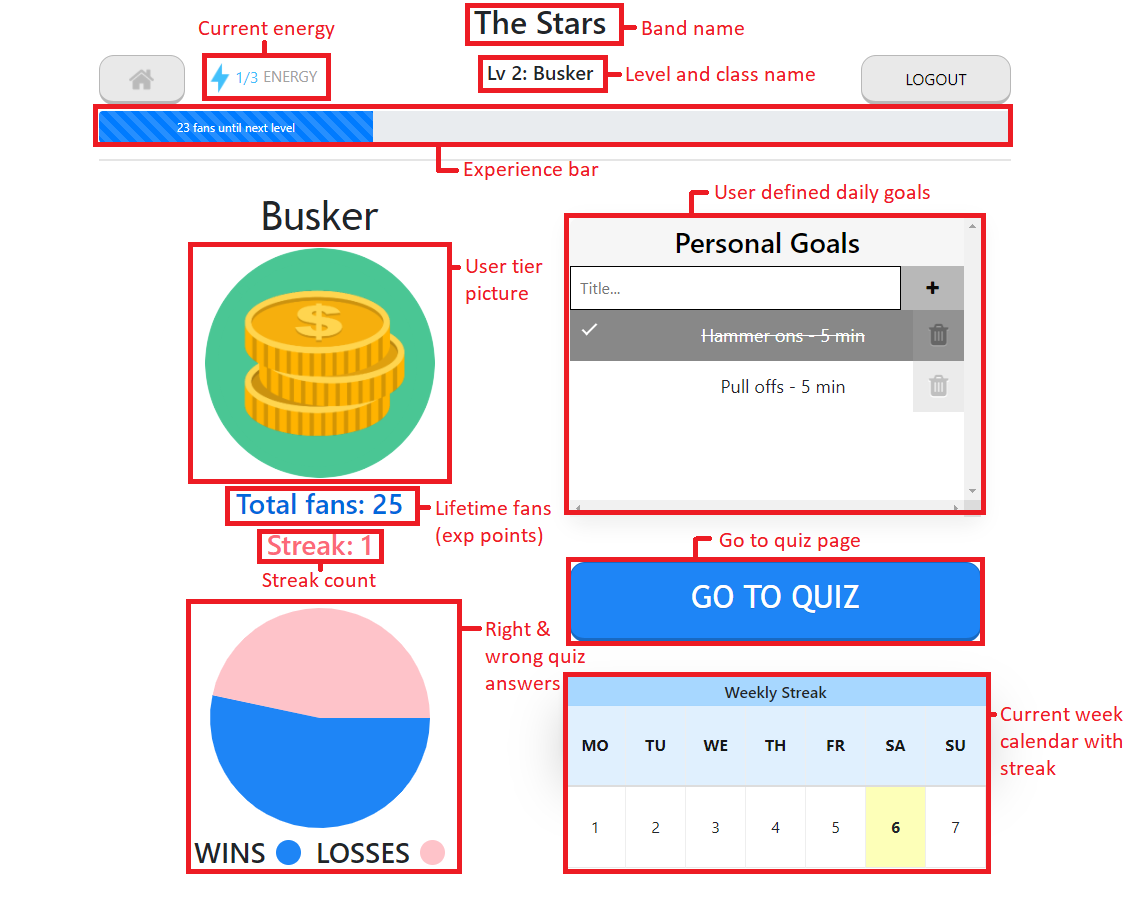 The Stars
Band name
Current energy
1/3 ENERGY
Lv 2: Busker
Level and class name
LOGOUT
23 fans until next level
Experience bar
Busker
User tier
picture
$
Total fans: 25
Lifetime fans
(exp points)
Streak: 1
Streak count
Right &
wrong quiz
answers
WINS LOSSES
User defined daily goals
Personal Goals
Title...
+
Hammer ons - 5 min
Pull offs - 5 min
Go to quiz page
GO TO QUIZ
Weekly Streak
MO TU WE TH FR SA SU
1 2 3 4 5 6 7
Current week
calendar with
streak